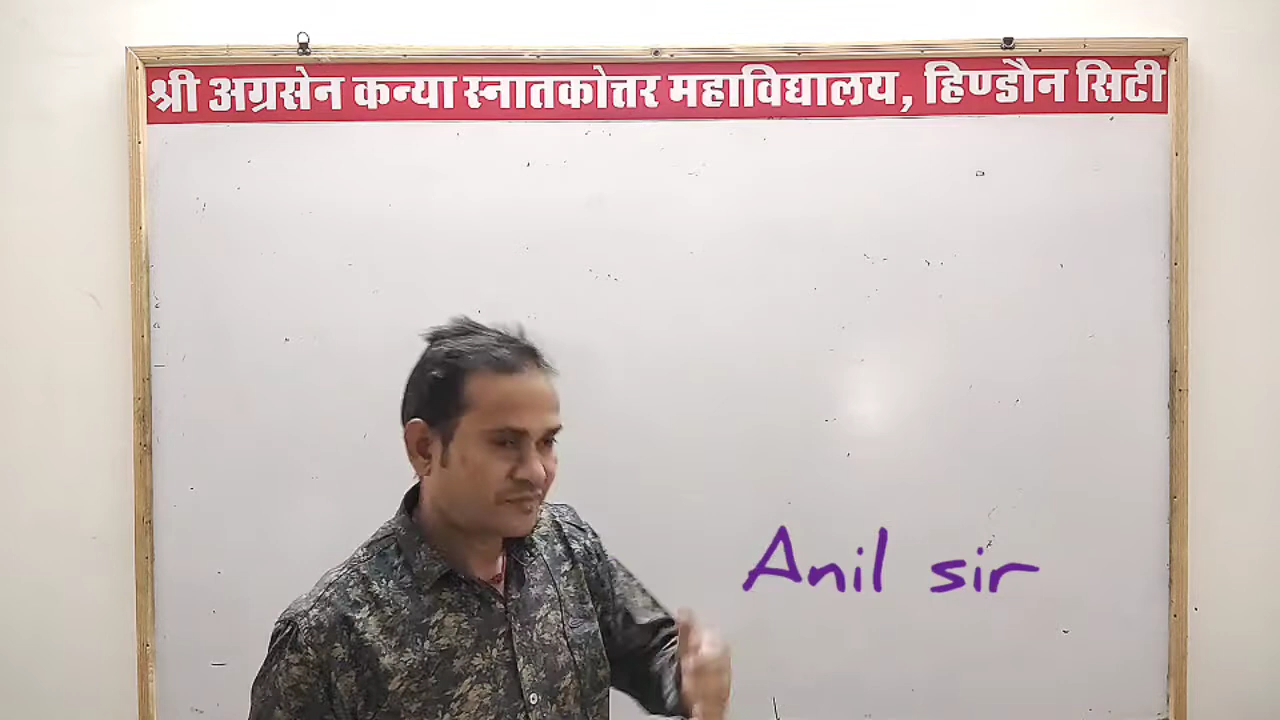 श्री अग्रसेन कन्या स्नातकोत्तर महाविद्यालय, हिण्डौन सिटी
Anil sir